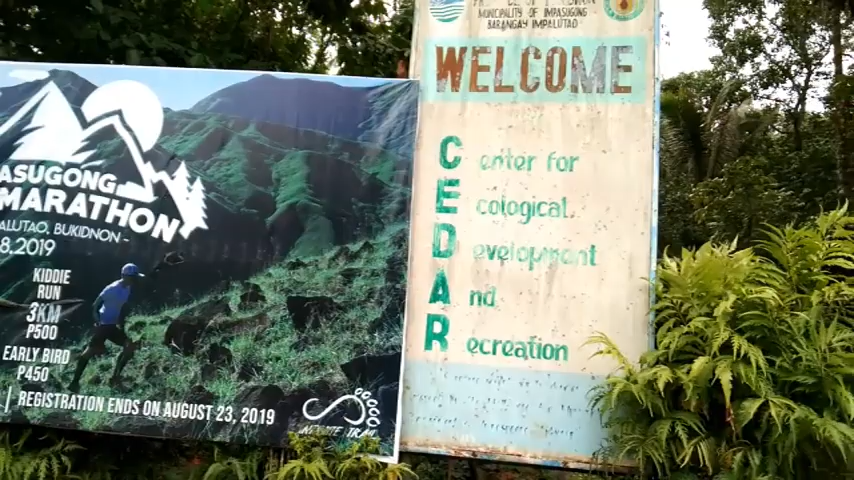 ASUGONG
MARATHON
ALUTAO, BUKIDNON
8.2019
KIDDIE
RUN
3KM
P500
EARLY BIRD
P450
REGISTRATION ENDS ON AUGUST 23, 2019
MUNICIPALITY OF IMPASUGONG
BARANGAY IMPALUTAO
WELCOME
Center for
Ecological
Development
And
Recreation